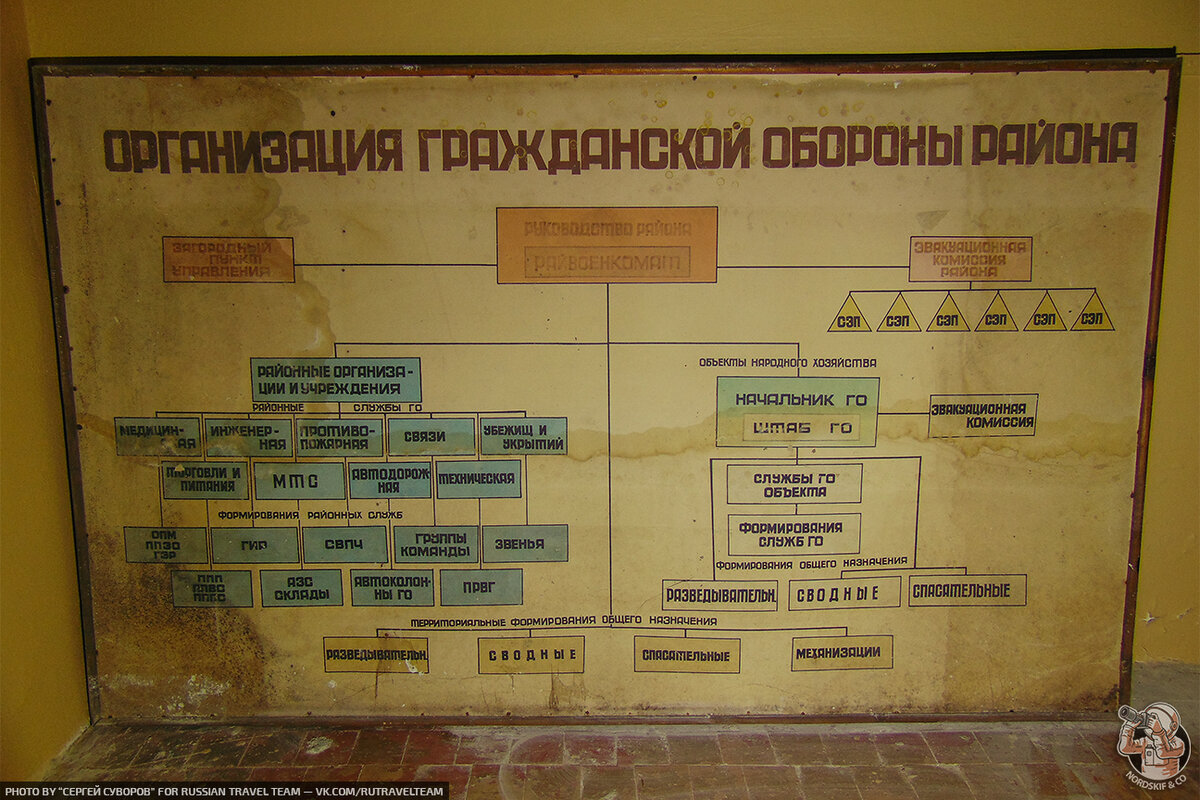 ОРГАНИЗАЦИЯ ГРАЖДАНСКОЙ ОБОРОНЫ РАЙОНА
РУКОВОДСТВО РАЙОНА
РАЙВОЕНКОМАТ
ЗАГОРОДНЫЙ
ПУНКТ
УПРАВЛЕНИЯ
ЭВАКУАЦИОННАЯ
КОМИССИЯ
РАЙОНА
СЭП СЭП СЭП СЭП СЭП СЭП
РАЙОННЫЕ ОРГАНИЗА-
ЦИИ И УЧРЕЖДЕНИЯ
РАЙОННЫЕ СЛУЖБЫ ГО
МЕДИЦИН-
СКАЯ
ИНЖЕНЕР-
НАЯ
ПРОТИВО-
ПОЖАРНАЯ
СВЯЗИ
УБЕЖИЩ И
УКРЫТИЙ
ТОРГОВЛИ И
ПИТАНИЯ
МТС
АВТОДОРОЖ
НАЯ
ТЕХНИЧЕСКАЯ
ФОРМИРОВАНИЯ РАЙОННЫХ СЛУЖБ
ОПМ
ППЭО
ГЭР
ГИР
СВПЧ
ГРУППЫ
КОМАНДЫ
ЗВЕНЬЯ
ППП
ППВС
ППГС
АЗС
СКЛАДЫ
АВТОКОЛОН-
НЫ ГО
ПРВГ
ОБЪЕКТЫ НАРОДНОГО ХОЗЯЙСТВА
НАЧАЛЬНИК ГО
ШТАБ ГО
ЭВАКУАЦИОННАЯ
КОМИССИЯ
СЛУЖБЫ ГО
ОБЪЕКТА
ФОРМИРОВАНИЯ
СЛУЖБ ГО
ФОРМИРОВАНИЯ ОБЩЕГО НАЗНАЧЕНИЯ
РАЗВЕДЫВАТЕЛЬН.
СВОДНЫЕ
СПАСАТЕЛЬНЫЕ
ТЕРРИТОРИАЛЬНЫЕ ФОРМИРОВАНИЯ ОБЩЕГО НАЗНАЧЕНИЯ
РАЗВЕДЫВАТЕЛЬН.
СВОДНЫЕ
СПАСАТЕЛЬНЫЕ
МЕХАНИЗАЦИИ
PHOTO BY "СЕРГЕЙ СУВОРОВ" FOR RUSSIAN TRAVEL TEAM — VK.COM/RUTRAVELTEAM
NORDSKIF & CO